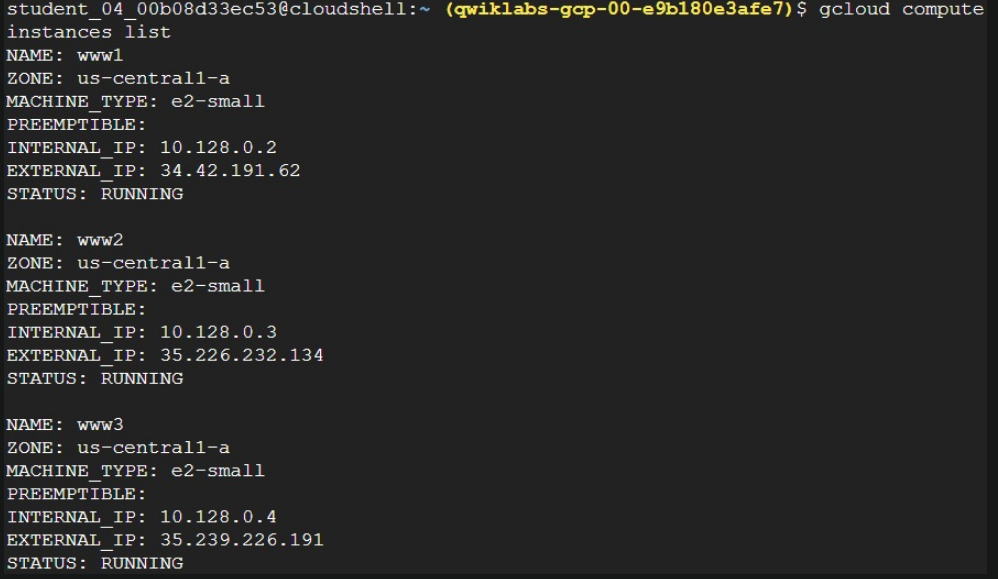 student_04_00b08d33ec53@cloudshell:~ (qwiklabs-gcp-00-e9b180e3afe7)$ gcloud compute
instances list
NAME: www1
ZONE: us-central1-a
MACHINE_TYPE: e2-small
PREEMPTIBLE:
INTERNAL_IP: 10.128.0.2
EXTERNAL_IP: 34.42.191.62
STATUS: RUNNING

NAME: www2
ZONE: us-central1-a
MACHINE_TYPE: e2-small
PREEMPTIBLE:
INTERNAL_IP: 10.128.0.3
EXTERNAL_IP: 35.226.232.134
STATUS: RUNNING

NAME: www3
ZONE: us-central1-a
MACHINE_TYPE: e2-small
PREEMPTIBLE:
INTERNAL_IP: 10.128.0.4
EXTERNAL_IP: 35.239.226.191
STATUS: RUNNING